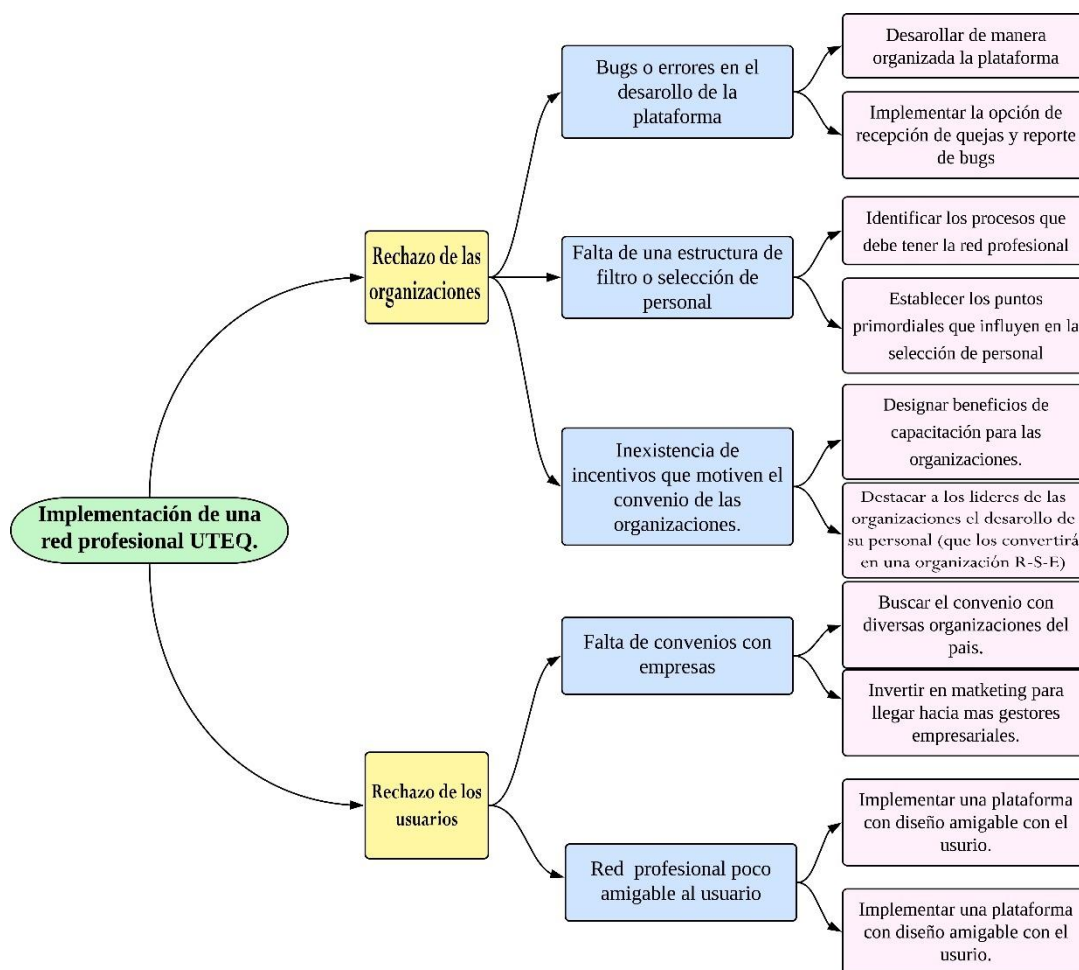 Implementación de una
red profesional UTEQ.
Rechazo de las
organizaciones
Bugs o errores en el
desarollo de la
plataforma
Desarollar de manera
organizada la plataforma
Implementar la opción de
recepción de quejas y reporte
de bugs
Falta de una estructura de
filtro o selección de
personal
Identificar los procesos que
debe tener la red profesional
Establecer los puntos
primordiales que influyen en la
selección de personal
Inexistencia de
incentivos que motiven el
convenio de las
organizaciones.
Designar beneficios de
capacitación para las
organizaciones.
Destacar a los lideres de las
organizaciones el desarollo de
su personal (que los convertirá
en una organización R-S-E)
Rechazo de los
usuarios
Falta de convenios con
empresas
Buscar el convenio con
diversas organizaciones del
pais.
Invertir en matketing para
llegar hacia mas gestores
empresariales.
Red profesional poco
amigable al usuario
Implementar una plataforma
con diseño amigable con el
usurio.
Implementar una plataforma
con diseño amigable con el
usurio.